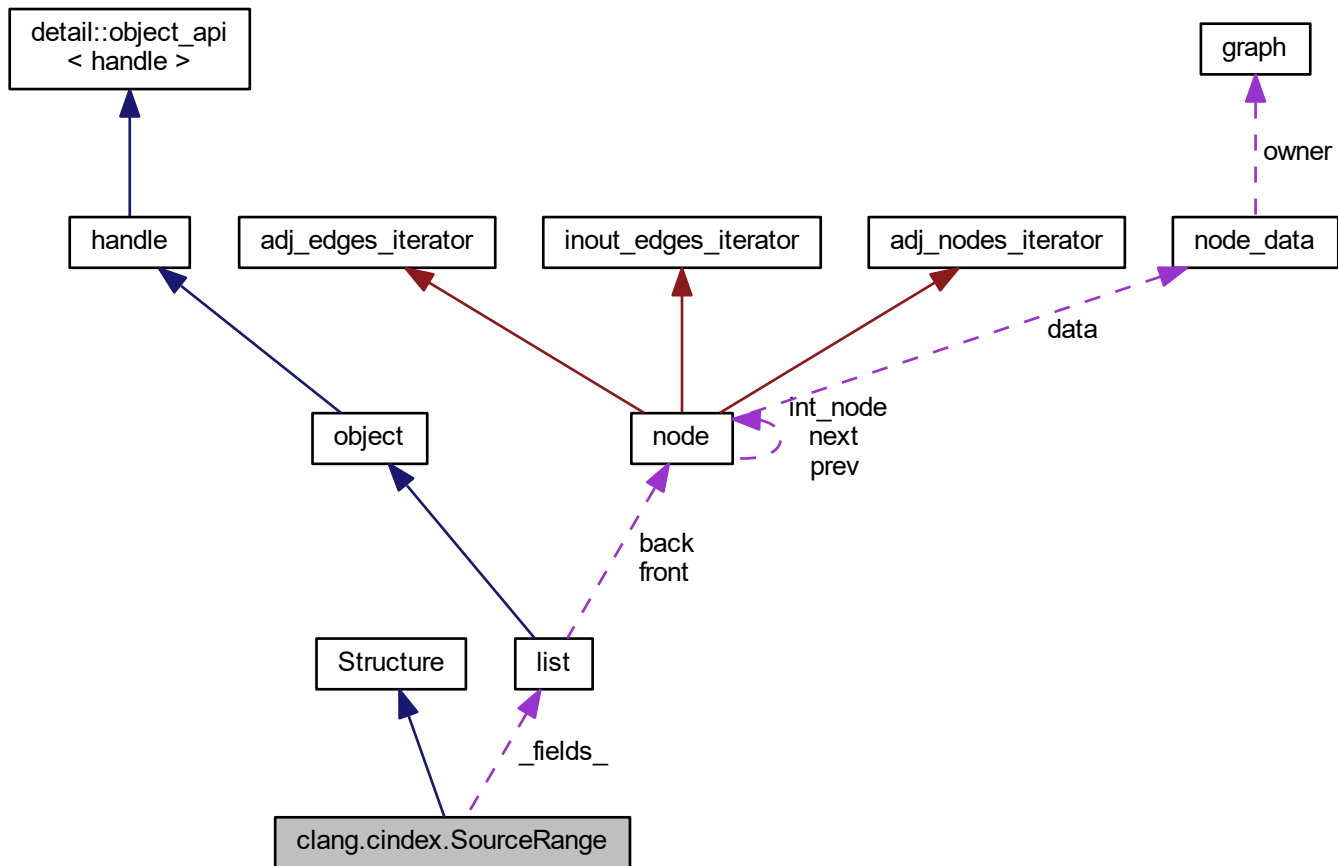 detail::object_api
< handle >
graph
owner
handle
adj_edges_iterator
inout_edges_iterator
adj_nodes_iterator
node_data
data
object
node
int_node
next
prev
back
front
Structure
list
_fields_
clang.cindex.SourceRange